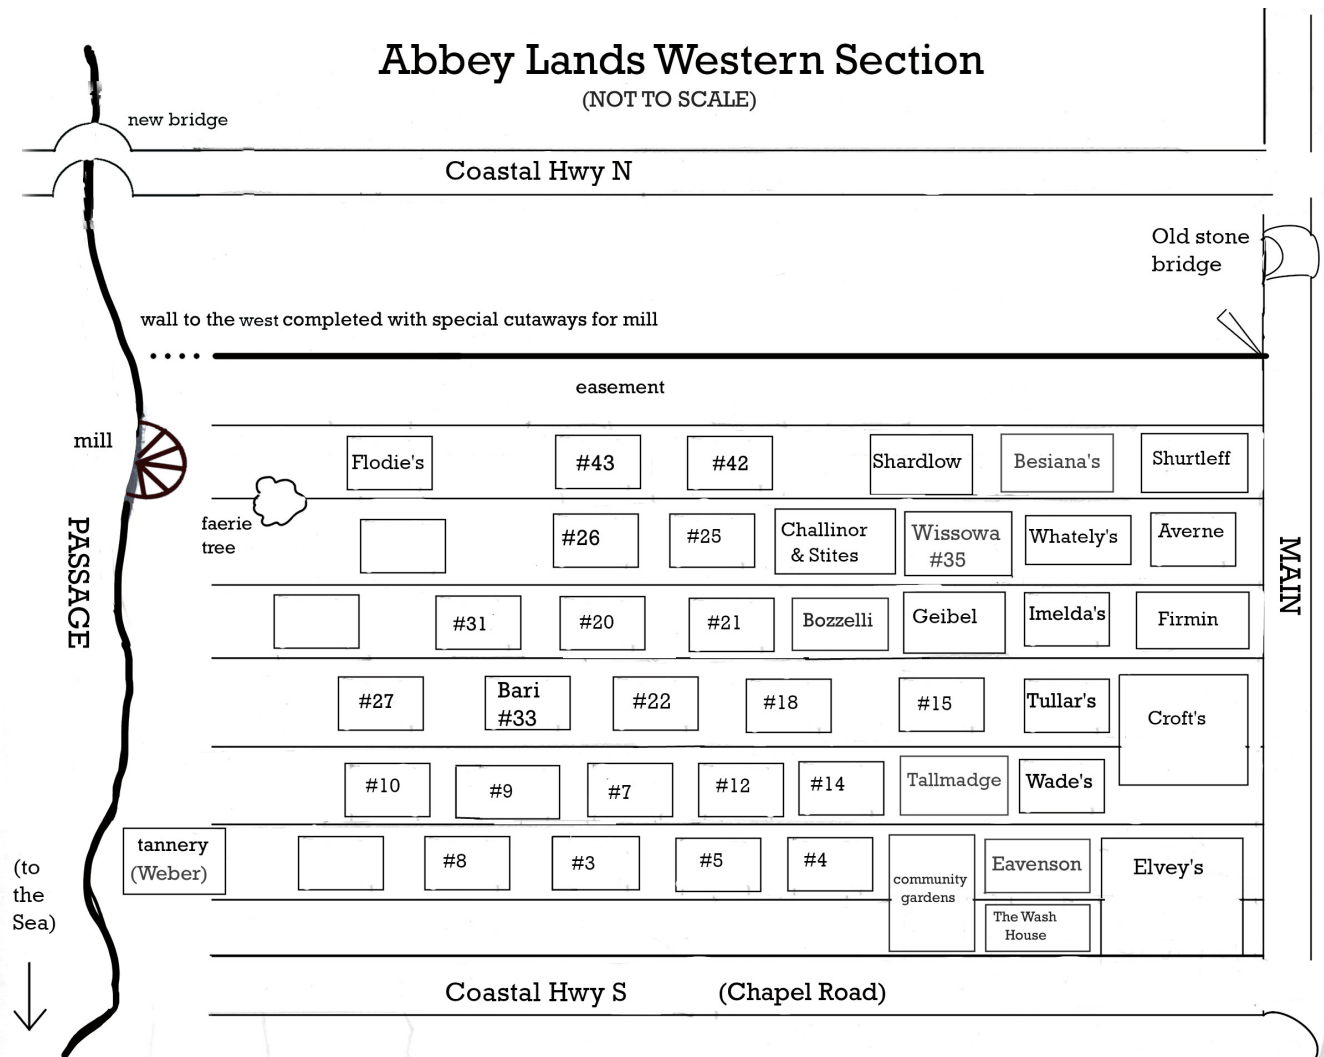 Abbey Lands Western Section
(NOT TO SCALE)
new bridge
Coastal Hwy N
Old stone
bridge
wall to the west completed with special cutaways for mill
easement
mill
Flodie's
#43
#42
Shardlow
Besiana's
Shurtleff
faerie
tree
#26
#25
Challinor
& Stites
Wissowa
#35
Whately's
Averne
PASSAGE
MAIN
#31
#20
#21
Bozzelli
Geibel
Imelda's
Firmin
#27
Bari
#33
#22
#18
#15
Tullar's
Croft's
#10
#9
#7
#12
#14
Tallmadge
Wade's
tannery
(Weber)
#8
#3
#5
#4
community
gardens
Eavenson
Elvey's
The Wash
House
(to
the
Sea)
Coastal Hwy S
(Chapel Road)